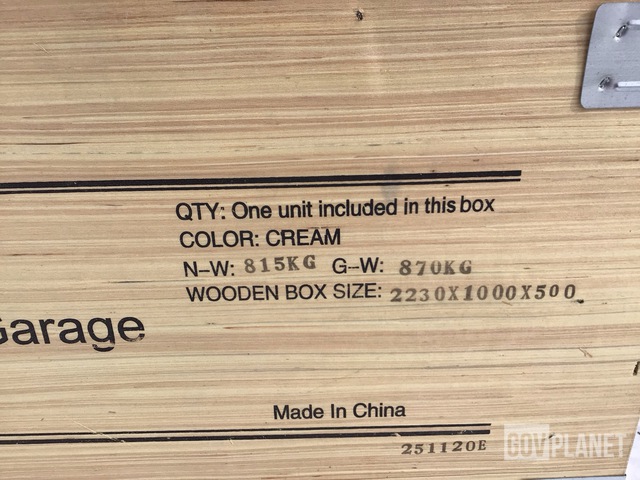 QTY: One unit included in this box
COLOR: CREAM
N-W: 815KG G-W: 870KG
WOODEN BOX SIZE: 2230X1000X500
Garage
Made In China
251120E
GOVPLANET